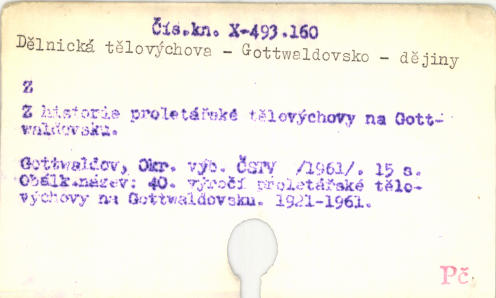 Čís.kn. X-493.160
Dělnická tělovýchova - Gottwaldovsko - dějiny
Z
Z historie proletářské tělovýchovy na Gott-
waldovsku.
Gottwaldov, Okr. výb. ČSTV /1961/. 15 s.
Obálk.název: 40. výročí proletářské tělo-
výchovy na Gottwaldovsku. 1921-1961.
Pč